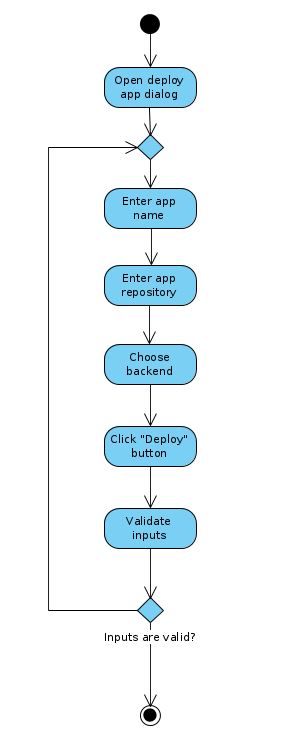 Open deploy
app dialog
Enter app
name
Enter app
repository
Choose
backend
Click "Deploy"
button
Validate
inputs
Inputs are valid?